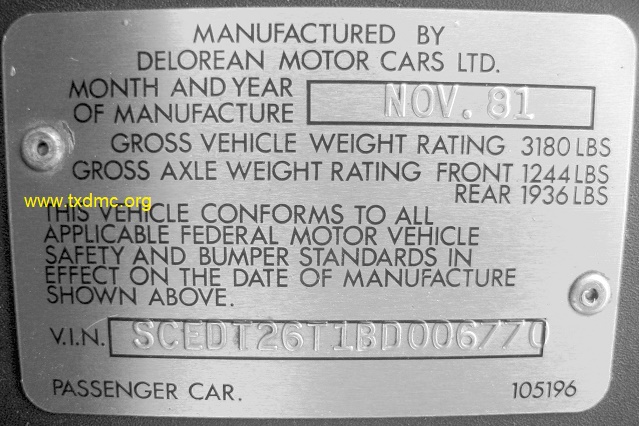 MANUFACTURED BY
DELOREAN MOTOR CARS LTD.
MONTH AND YEAR
OF MANUFACTURE NOV. 81
GROSS VEHICLE WEIGHT RATING 3180 LBS
GROSS AXLE WEIGHT RATING FRONT 1244 LBS
REAR 1936 LBS
www.txdmc.org
THIS VEHICLE CONFORMS TO ALL
APPLICABLE FEDERAL MOTOR VEHICLE
SAFETY AND BUMPER STANDARDS IN
EFFECT ON THE DATE OF MANUFACTURE
SHOWN ABOVE.
V.I.N. SCEDT26T1BD006770
PASSENGER CAR. 105196